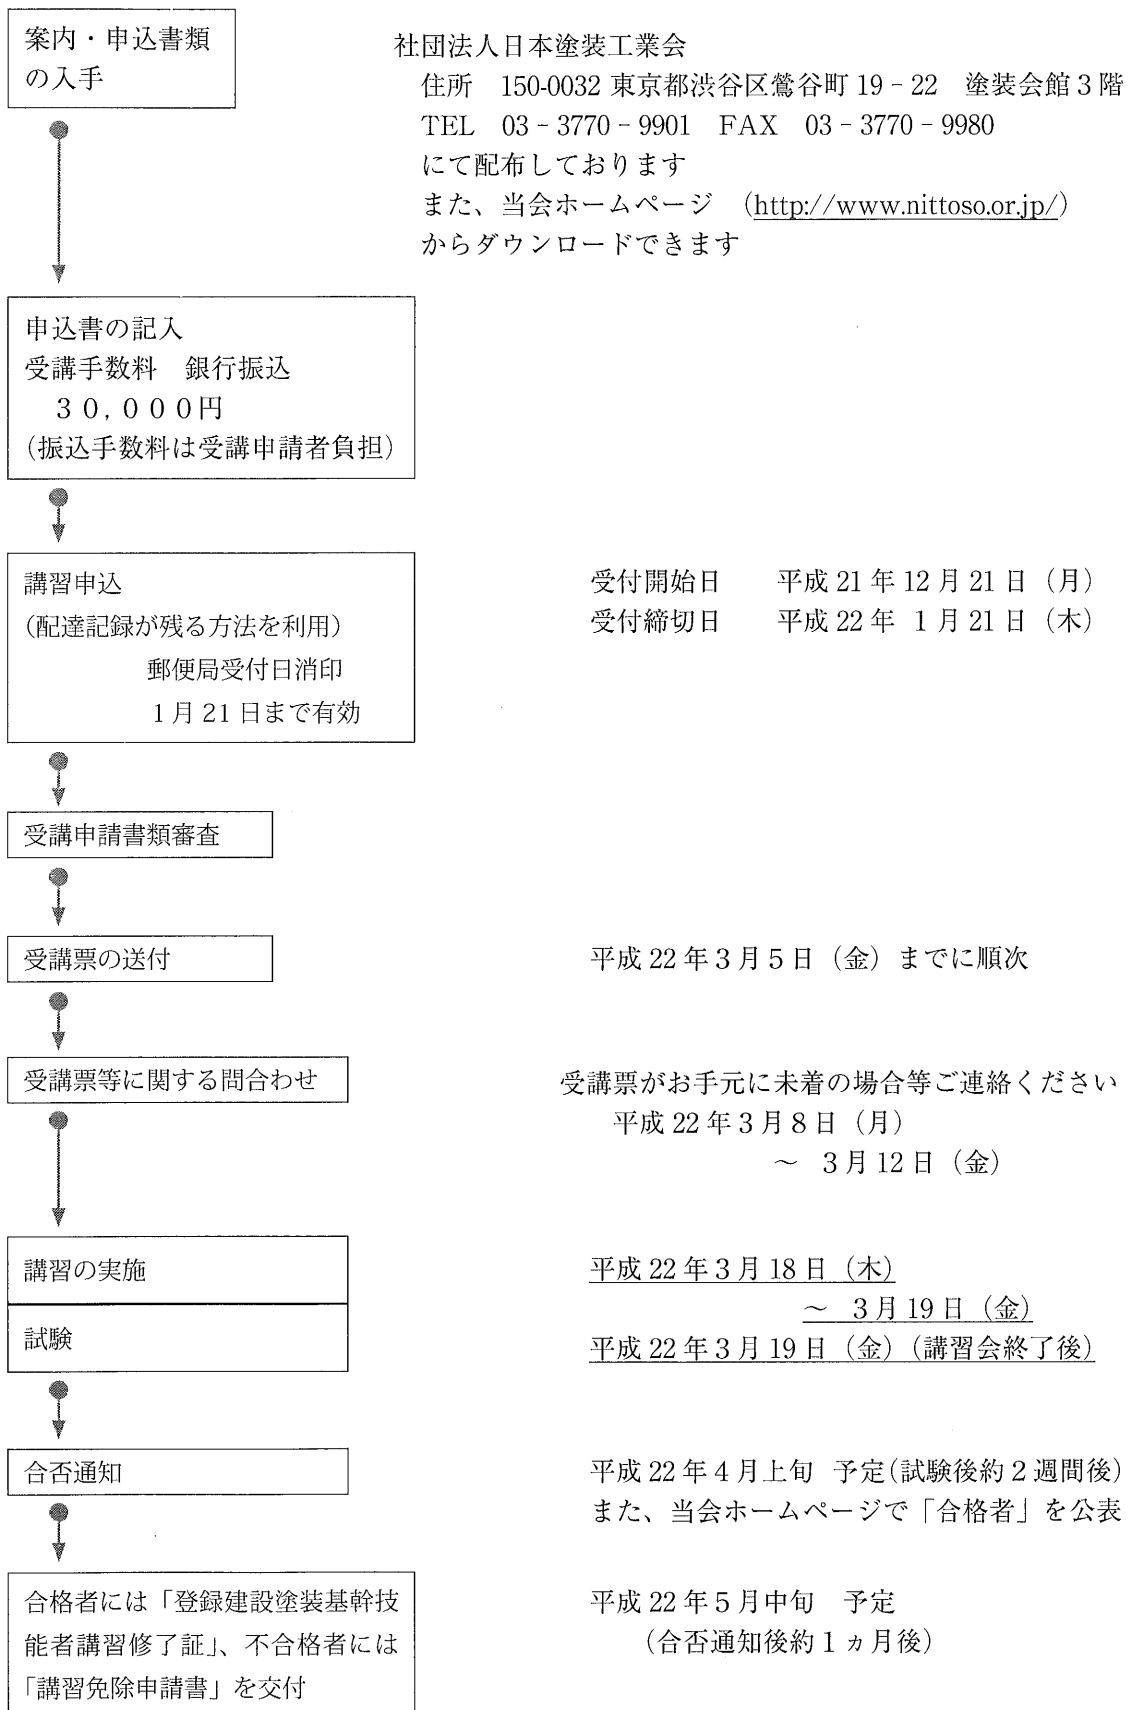 案内・申込書類
の入手
社団法人日本塗装工業会
住所　150-0032 東京都渋谷区鶯谷町 19－22　塗装会館３階
TEL　03－3770－9901　FAX　03－3770－9980
にて配布しております
また、当会ホームページ　(http://www.nittoso.or.jp/)
からダウンロードできます
申込書の記入
受講手数料　銀行振込
３０,０００円
（振込手数料は受講申請者負担）
講習申込
（配達記録が残る方法を利用）
郵便局受付日消印
１月 21 日まで有効
受付開始日　　平成 21 年 12 月 21 日（月）
受付締切日　　平成 22 年 １月 21 日（木）
受講申請書類審査
受講票の送付
平成 22 年３月５日（金）までに順次
受講票等に関する問合わせ
受講票がお手元に未着の場合等ご連絡ください
平成 22 年３月８日（月）
～　３月 12 日（金）
講習の実施
平成 22 年３月 18 日（木）
～　３月 19 日（金）
試験
平成 22 年３月 19 日（金）（講習会終了後）
合否通知
平成 22 年４月上旬　予定（試験後約２週間後）
また、当会ホームページで「合格者」を公表
合格者には「登録建設塗装基幹技
能者講習修了証」、不合格者には
「講習免除申請書」を交付
平成 22 年５月中旬　予定
（合否通知後約１ヵ月後）